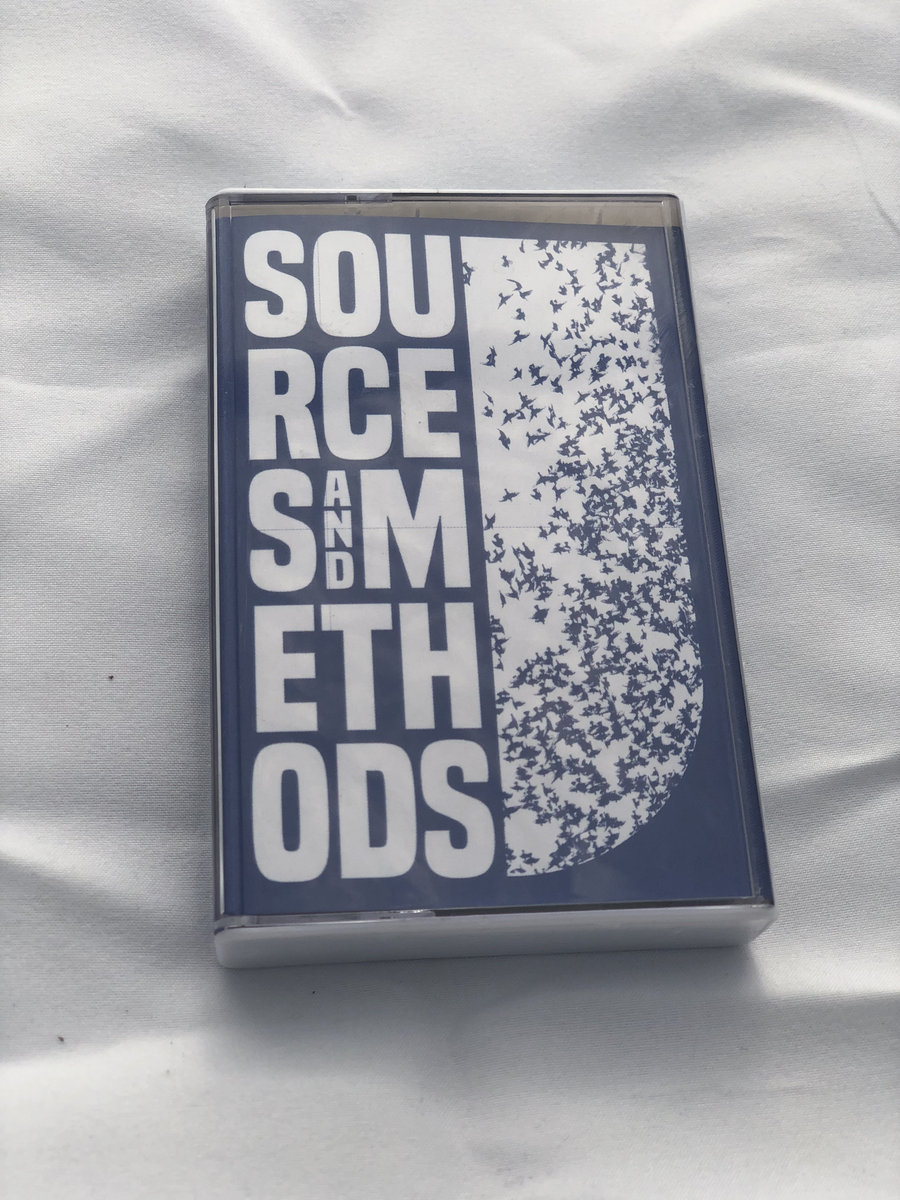 SOU
RCE
S AND M
ETH
ODS